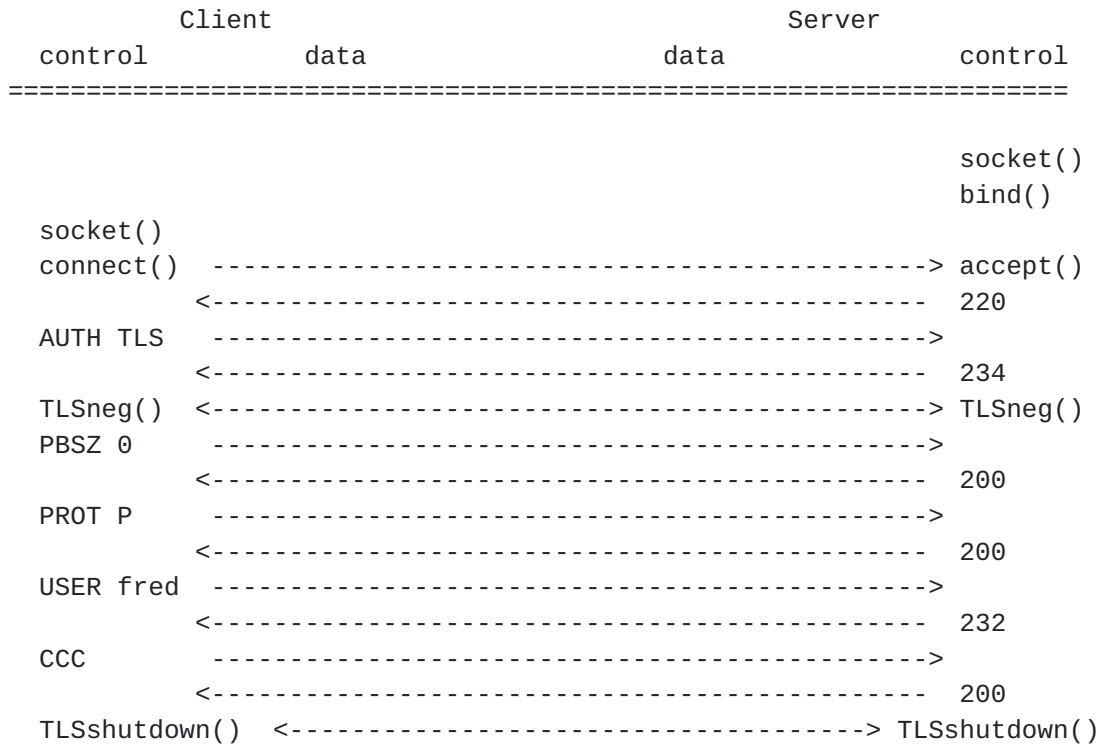 Client                                 Server
control          data                   data               control
====================================================================
socket()
bind()
socket()
connect()  ----------------------------------------------> accept()
<----------------------------------------------  220
AUTH TLS   ---------------------------------------------->
<----------------------------------------------  234
TLSneg()  <----------------------------------------------> TLSneg()
PBSZ 0     ---------------------------------------------->
<----------------------------------------------  200
PROT P     ---------------------------------------------->
<----------------------------------------------  200
USER fred  ---------------------------------------------->
<----------------------------------------------  232
CCC        ---------------------------------------------->
<----------------------------------------------  200
TLSshutdown()  <-------------------------------------> TLSshutdown()